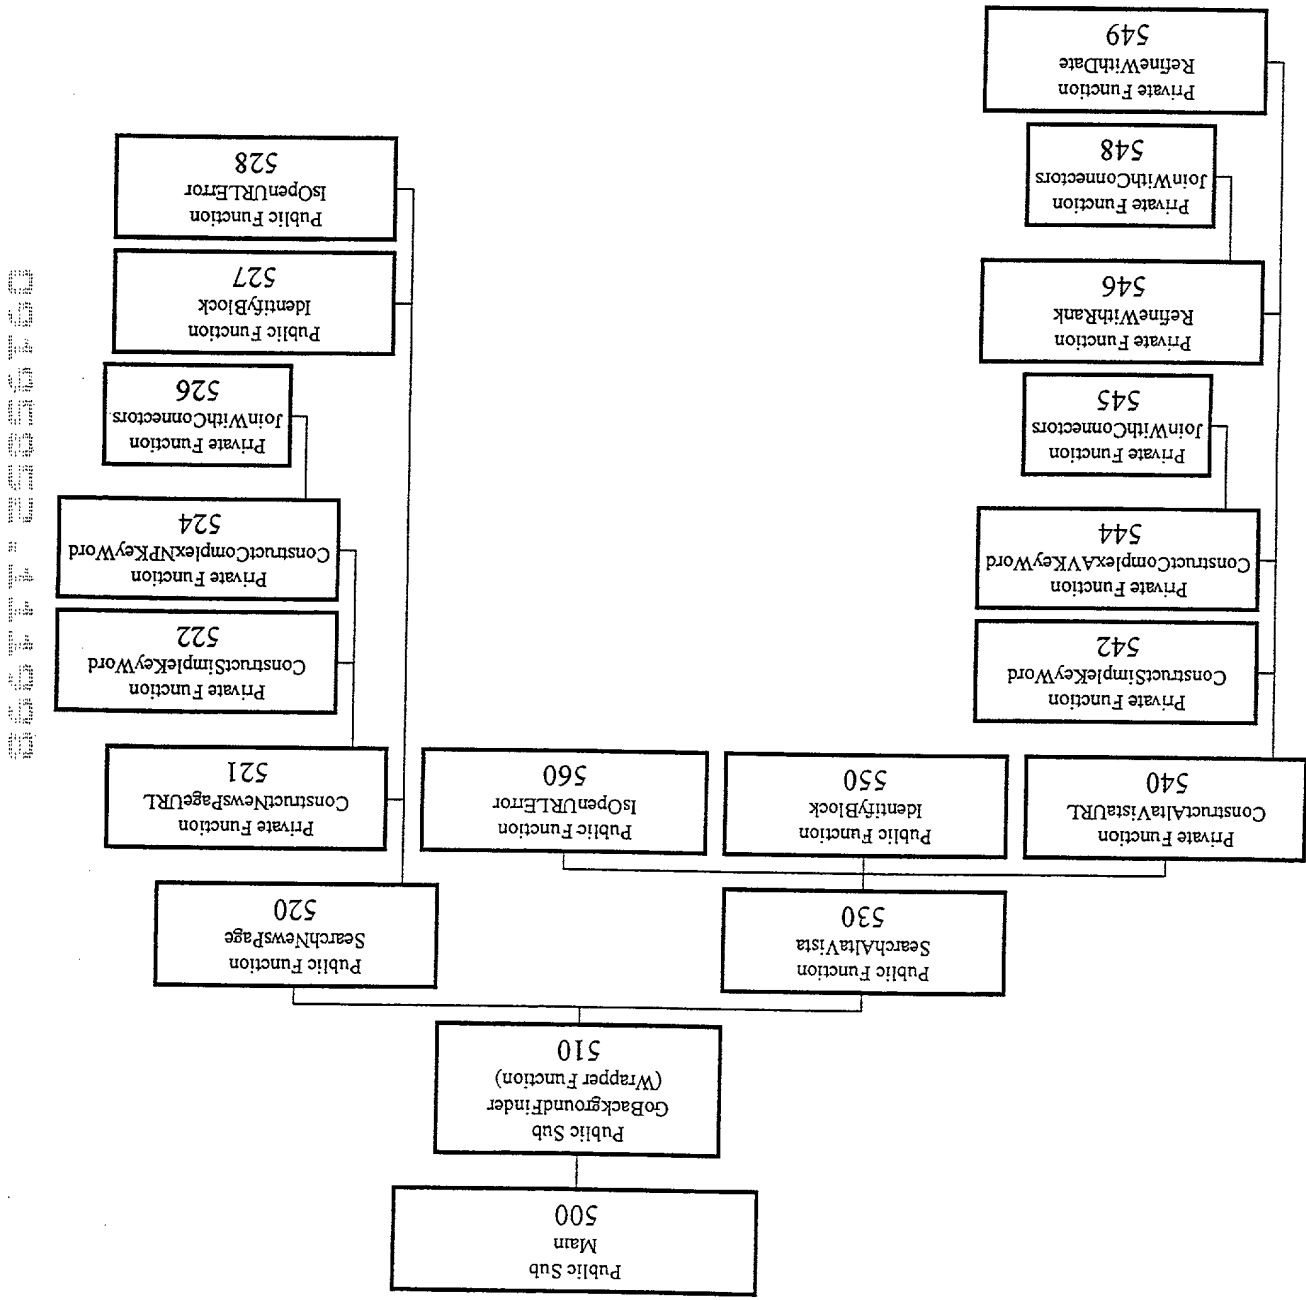 Public Sub
Main
500
Public Sub
GoBackgroundFinder
(Wrapper Function)
510
Public Function
SearchNewsPage
520
Public Function
SearchAltaVista
530
Private Function
ConstructNewsPageURL
521
Public Function
IsOpenURLError
560
Public Function
IdentifyBlock
550
Private Function
ConstructAltaVistaURL
540
Private Function
ConstructSimpleKeyWord
522
Private Function
ConstructComplexNPKeyWord
524
Private Function
JoinWithConnectors
526
Public Function
IdentifyBlock
527
Public Function
IsOpenURLError
528
Private Function
ConstructSimpleKeyWord
542
Private Function
ConstructComplexAVKeyWord
544
Private Function
JoinWithConnectors
545
Private Function
RefineWithRank
546
Private Function
JoinWithConnectors
548
Private Function
RefineWithDate
549